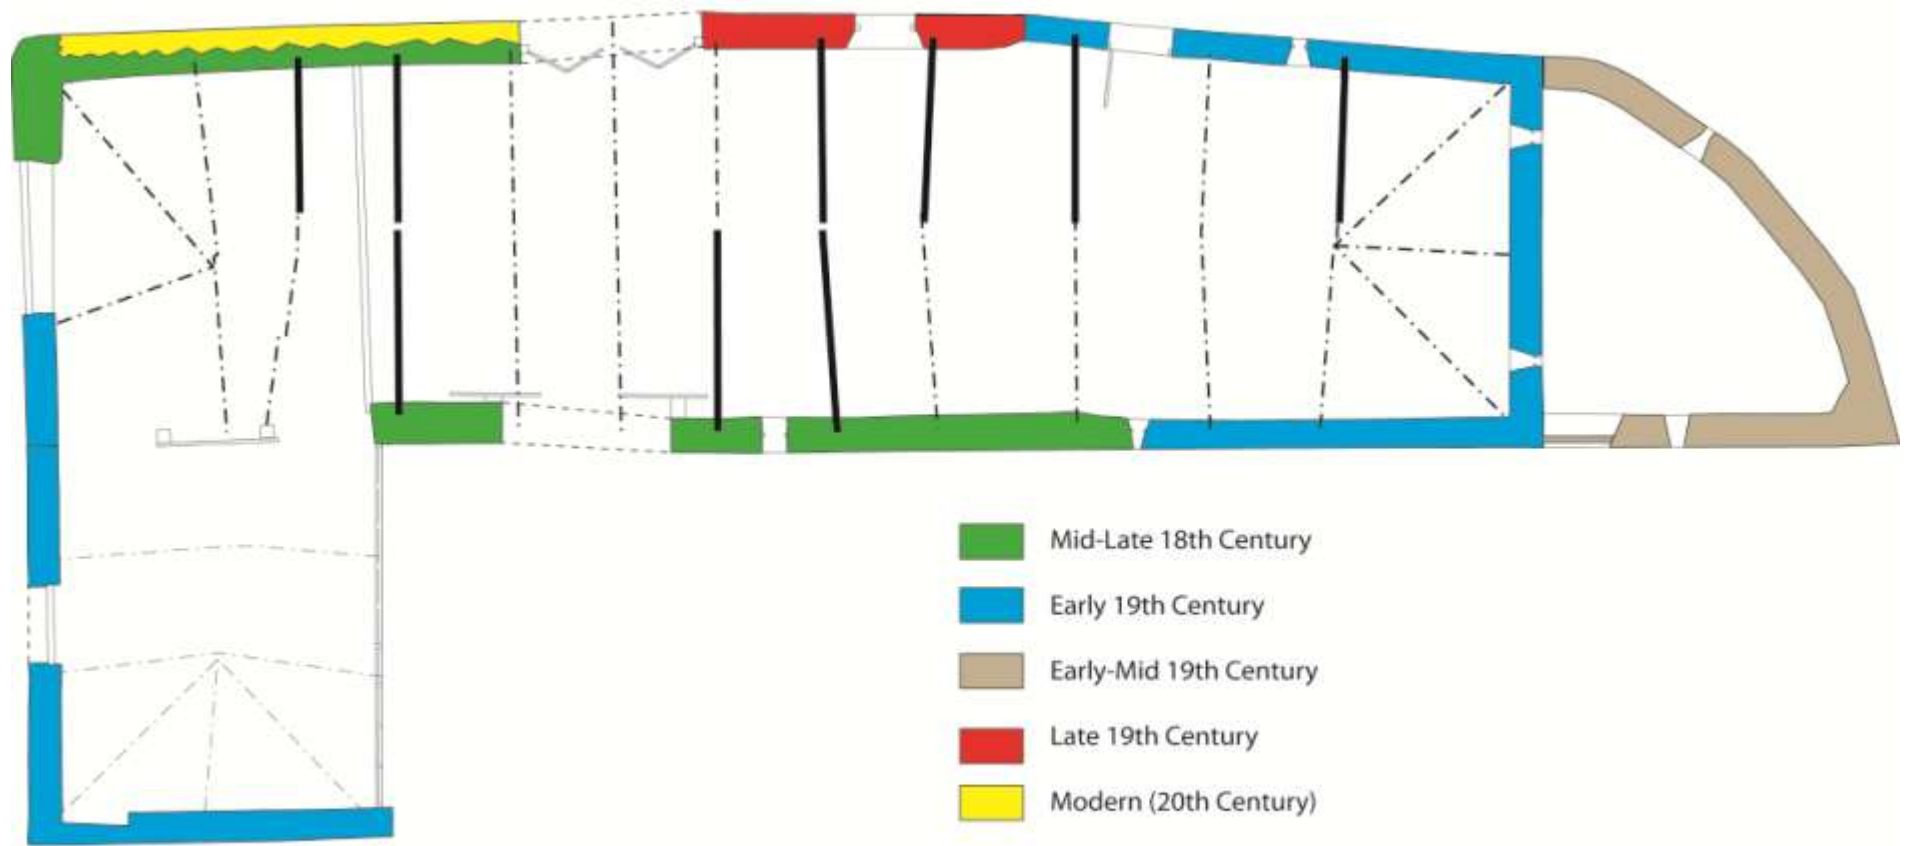 Mid-Late 18th Century
Early 19th Century
Early-Mid 19th Century
Late 19th Century
Modern (20th Century)